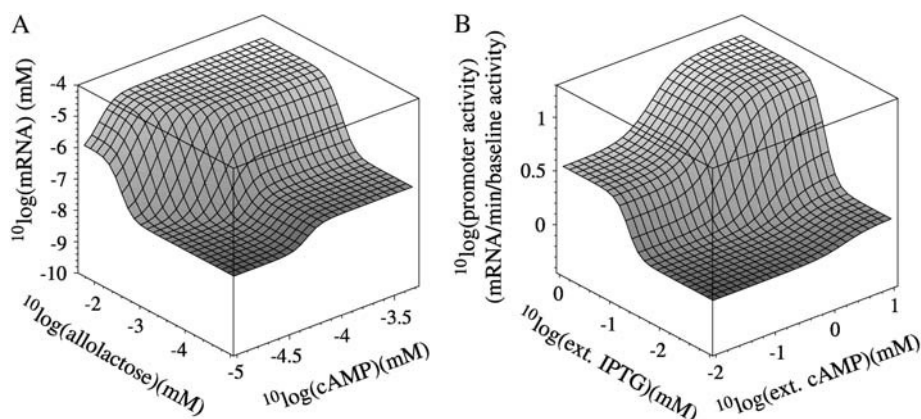 A
¹⁰log(mRNA) (mM)
-4
-5
-6
-7
-8
-9
-10
-2
-3
-4
-5
¹⁰log(allolactose)(mM)
-4.5
-4
-3.5
¹⁰log(cAMP)(mM)
B
¹⁰log(promoter activity)
(mRNA/min/baseline activity)
1
0.5
0
0
-1
-2
¹⁰log(ext. IPTG)(mM)
-2
-1
0
1
¹⁰log(ext. cAMP)(mM)